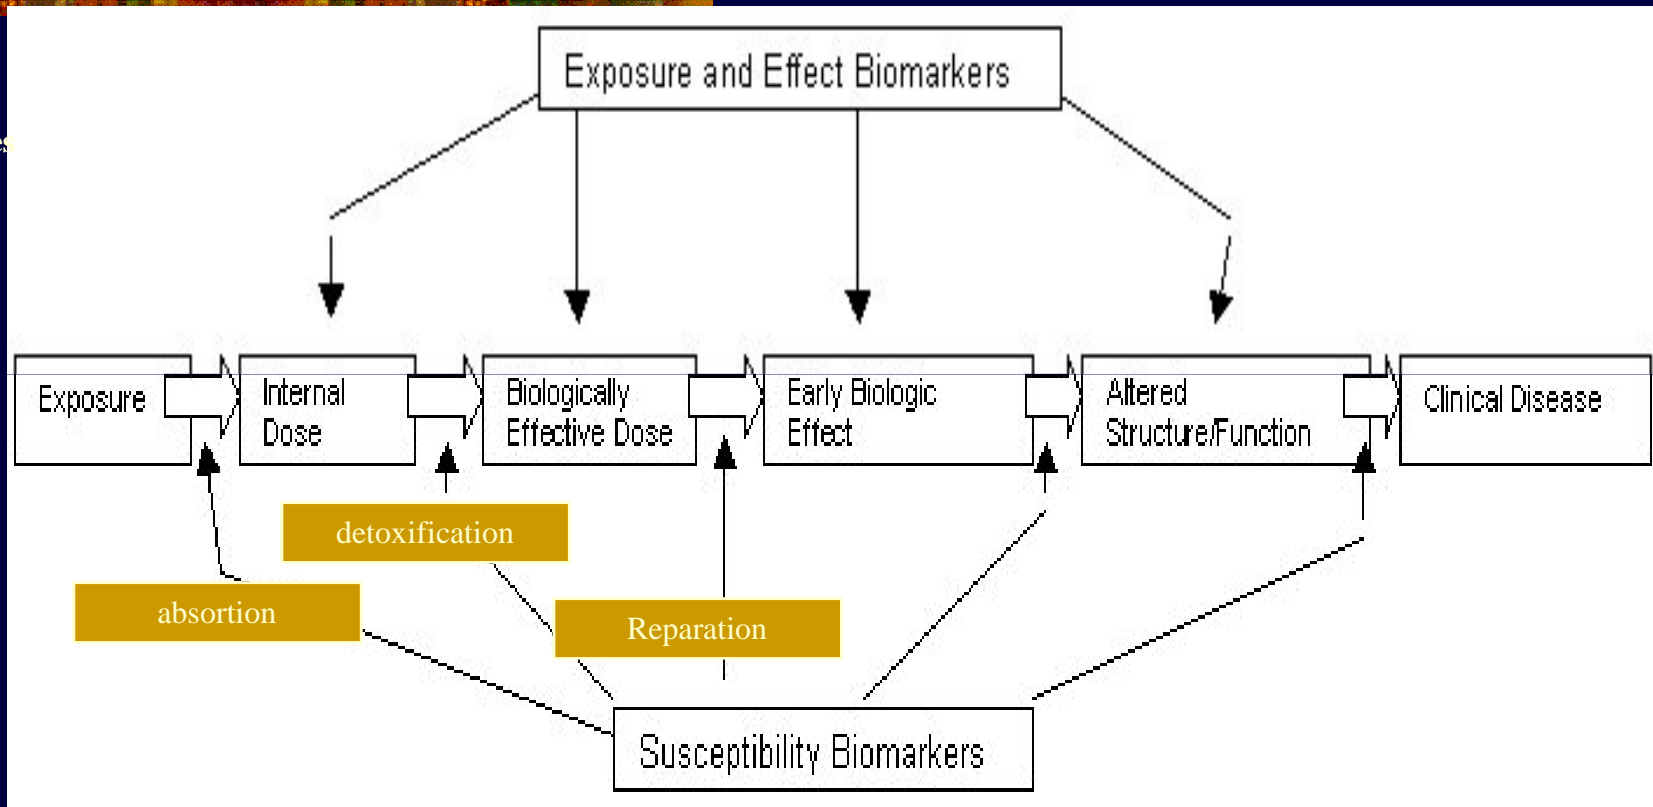 Exposure and Effect Biomarkers
es
Exposure
Internal
Dose
Biologically
Effective Dose
Early Biologic
Effect
Altered
Structure/Function
Clinical Disease
detoxification
absortion
Reparation
Susceptibility Biomarkers